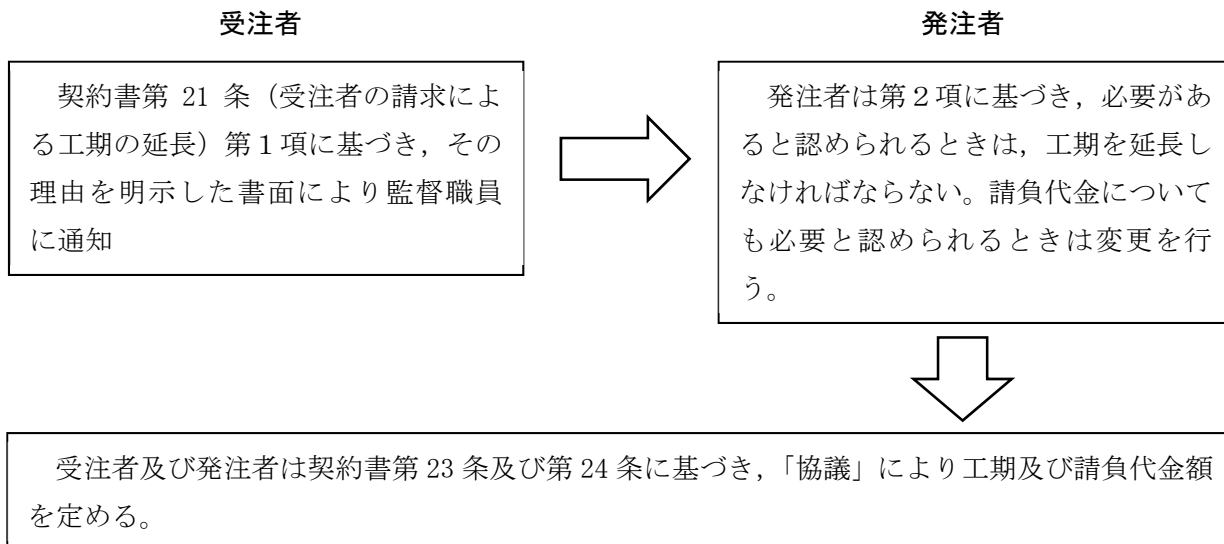 受注者
発注者
契約書第 21 条（受注者の請求によ
る工期の延長）第１項に基づき，その
理由を明示した書面により監督職員
に通知
発注者は第２項に基づき，必要があ
ると認められるときは，工期を延長し
なければならない。請負代金について
も必要と認められるときは変更を行
う。
受注者及び発注者は契約書第 23 条及び第 24 条に基づき，「協議」により工期及び請負代金額
を定める。